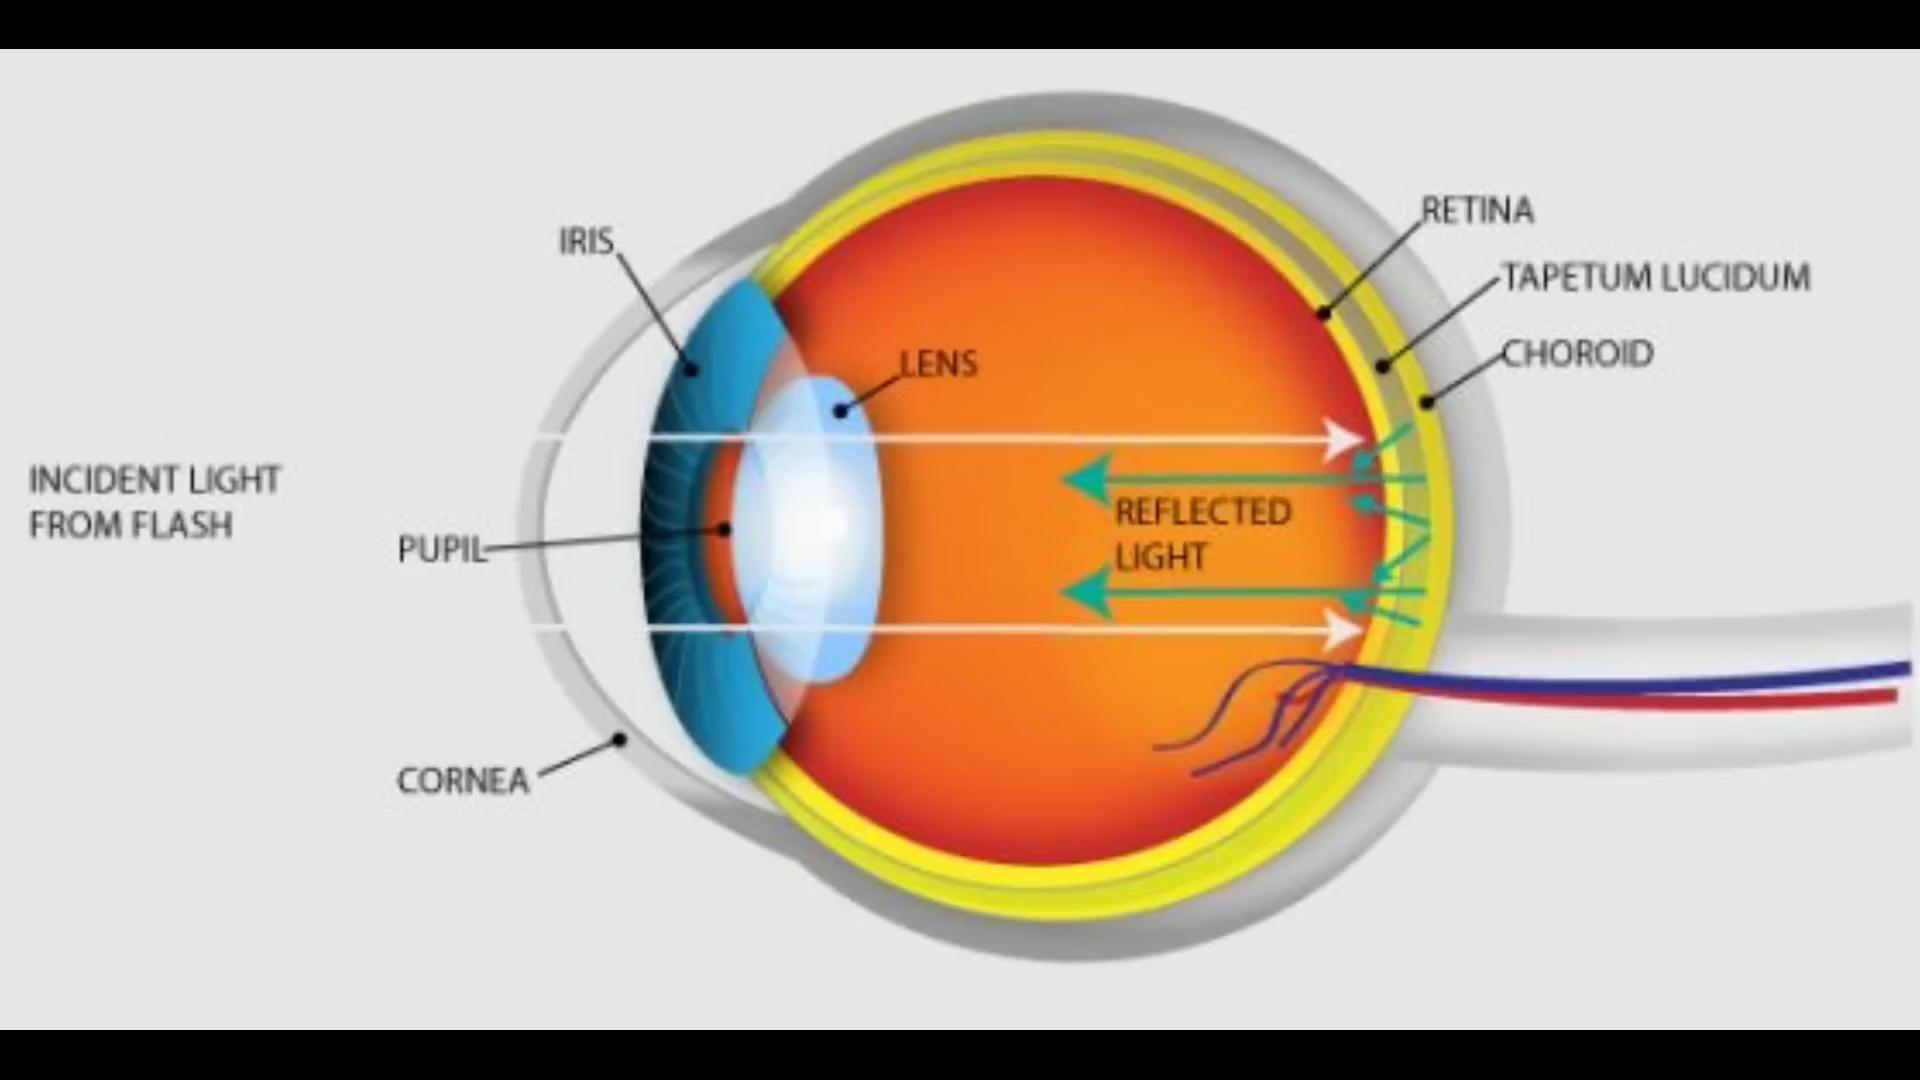 IRIS
RETINA
TAPETUM LUCIDUM
CHOROID
LENS
INCIDENT LIGHT
FROM FLASH
PUPIL
REFLECTED
LIGHT
CORNEA